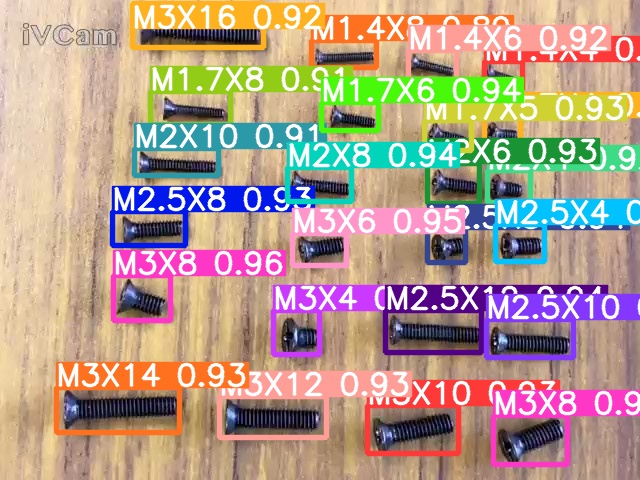 iVCam
M3X16 0.92
M1.4X8 0.89
M1.4X6 0.92
M1.4X4 0.
M1.7X8 0.91
M1.7X6 0.94
M1.7X5 0.93
M2X10 0.91
M2X8 0.94
2X6 0.93
M2.5X8 0.93
M3X6 0.95
M2.5X4 0
M3X8 0.96
M3X4 0
M2.5X12 0.94
M2.5X10
M3X14 0.93
M3X12 0.93
M3X10 0.93
M3X8 0.9